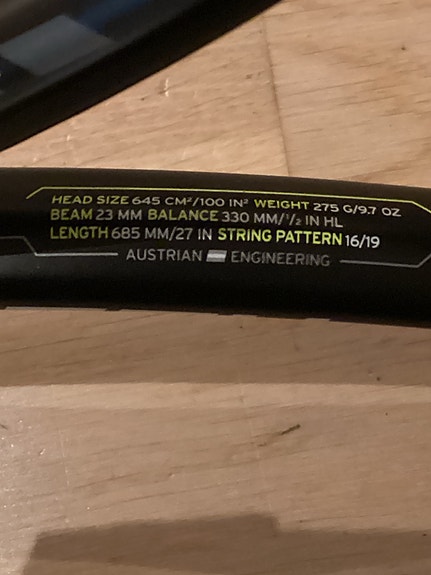 HEAD SIZE 645 CM²/100 IN² WEIGHT 275 G/9.7 OZ
BEAM 23 MM BALANCE 330 MM/½ IN HL
LENGTH 685 MM/27 IN STRING PATTERN 16/19
AUSTRIAN ENGINEERING